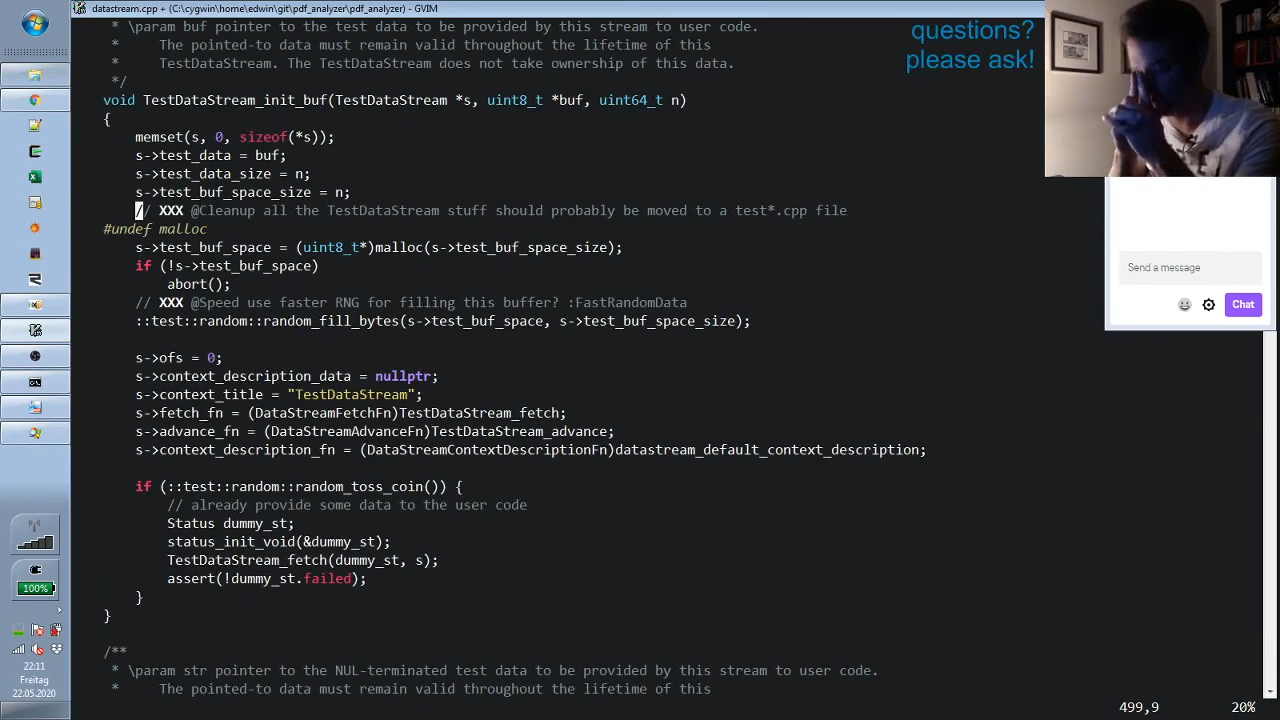 datastream.cpp + (C:\cygwin\home\edwin\git\pdf_analyzer\pdf_analyzer) - GVIM
* \param buf pointer to the test data to be provided by this stream to user code.
*     The pointed-to data must remain valid throughout the lifetime of this
*     TestDataStream. The TestDataStream does not take ownership of this data.
*/
void TestDataStream_init_buf(TestDataStream *s, uint8_t *buf, uint64_t n)
{
memset(s, 0, sizeof(*s));
s->test_data = buf;
s->test_data_size = n;
s->test_buf_space_size = n;
// XXX @Cleanup all the TestDataStream stuff should probably be moved to a test*.cpp file
#undef malloc
s->test_buf_space = (uint8_t*)malloc(s->test_buf_space_size);
if (!s->test_buf_space)
abort();
// XXX @Speed use faster RNG for filling this buffer? :FastRandomData
::test::random::random_fill_bytes(s->test_buf_space, s->test_buf_space_size);
s->ofs = 0;
s->context_description_data = nullptr;
s->context_title = "TestDataStream";
s->fetch_fn = (DataStreamFetchFn)TestDataStream_fetch;
s->advance_fn = (DataStreamAdvanceFn)TestDataStream_advance;
s->context_description_fn = (DataStreamContextDescriptionFn)datastream_default_context_description;
if (::test::random::random_toss_coin()) {
// already provide some data to the user code
Status dummy_st;
status_init_void(&dummy_st);
TestDataStream_fetch(dummy_st, s);
assert(!dummy_st.failed);
}
}
/**
* \param str pointer to the NUL-terminated test data to be provided by this stream to user code.
*     The pointed-to data must remain valid throughout the lifetime of this
499,9
20%
questions?
please ask!
Send a message
Chat
100%
22:11
Freitag
22.05.2020